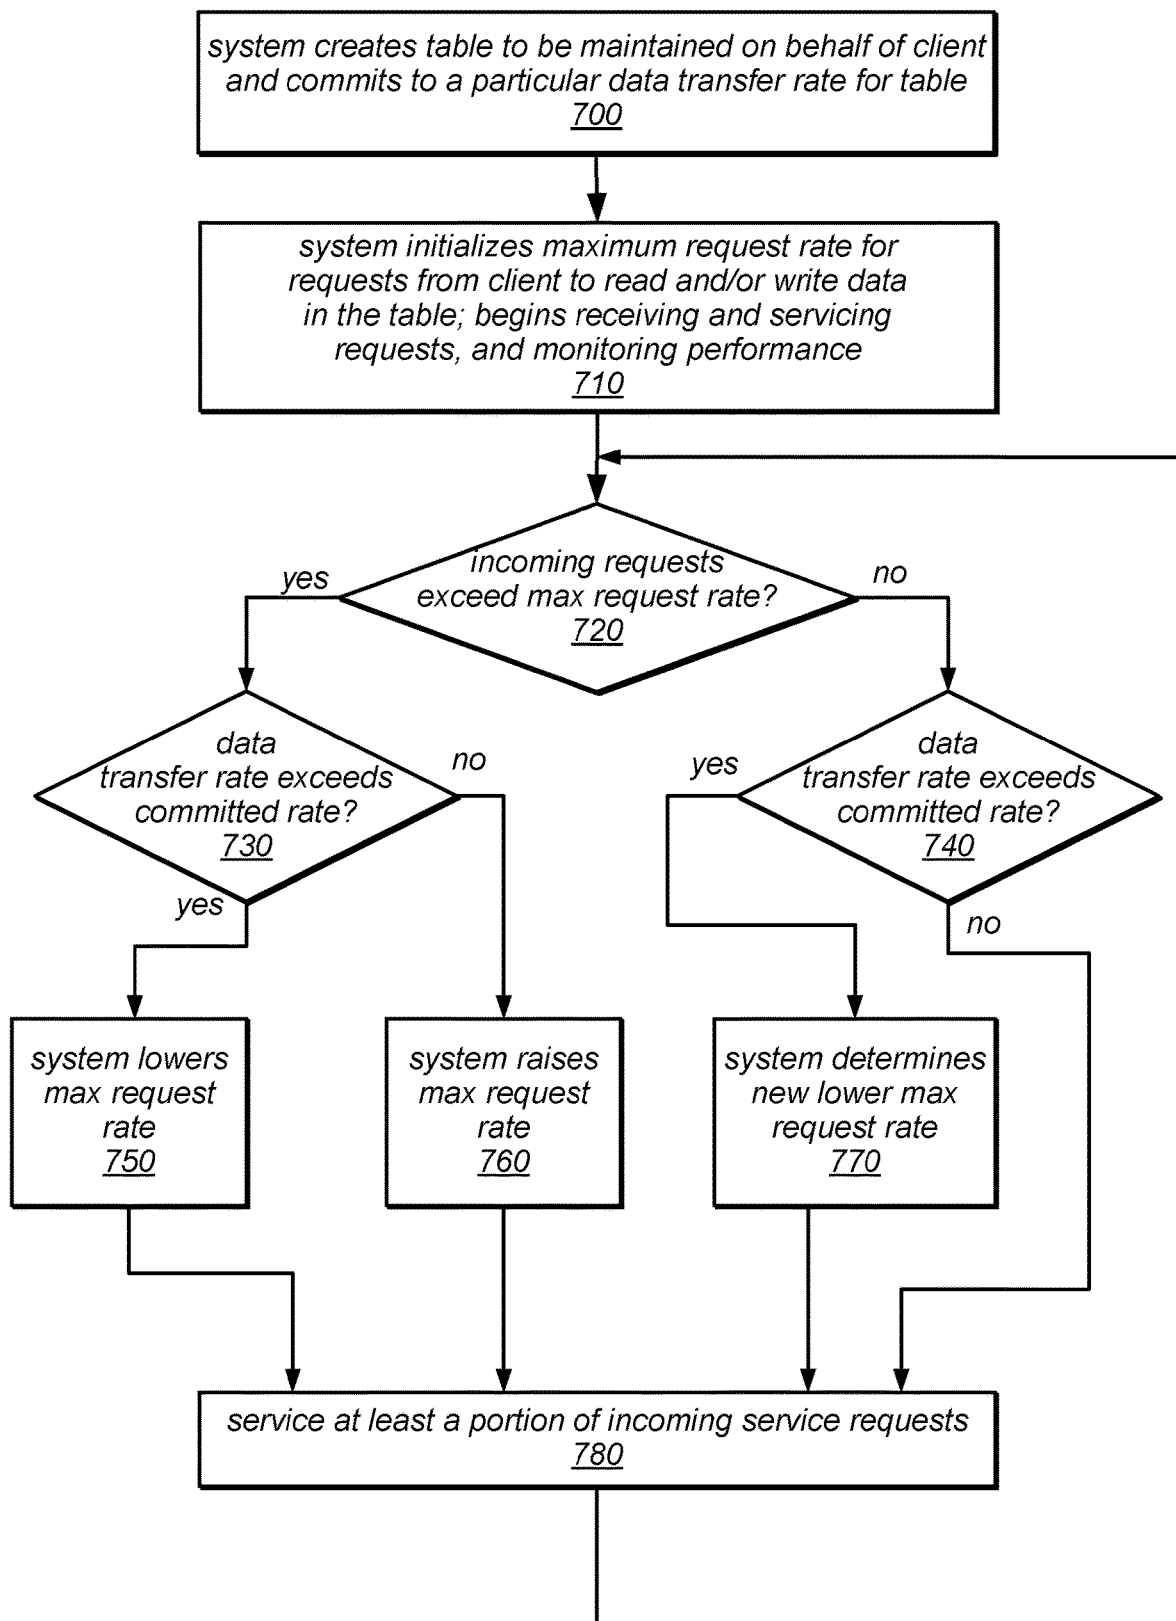 system creates table to be maintained on behalf of client
and commits to a particular data transfer rate for table
700
system initializes maximum request rate for
requests from client to read and/or write data
in the table; begins receiving and servicing
requests, and monitoring performance
710
incoming requests
exceed max request rate?
720
yes
no
data
transfer rate exceeds
committed rate?
730
no
yes
data
transfer rate exceeds
committed rate?
740
yes
no
system lowers
max request
rate
750
system raises
max request
rate
760
system determines
new lower max
request rate
770
service at least a portion of incoming service requests
780